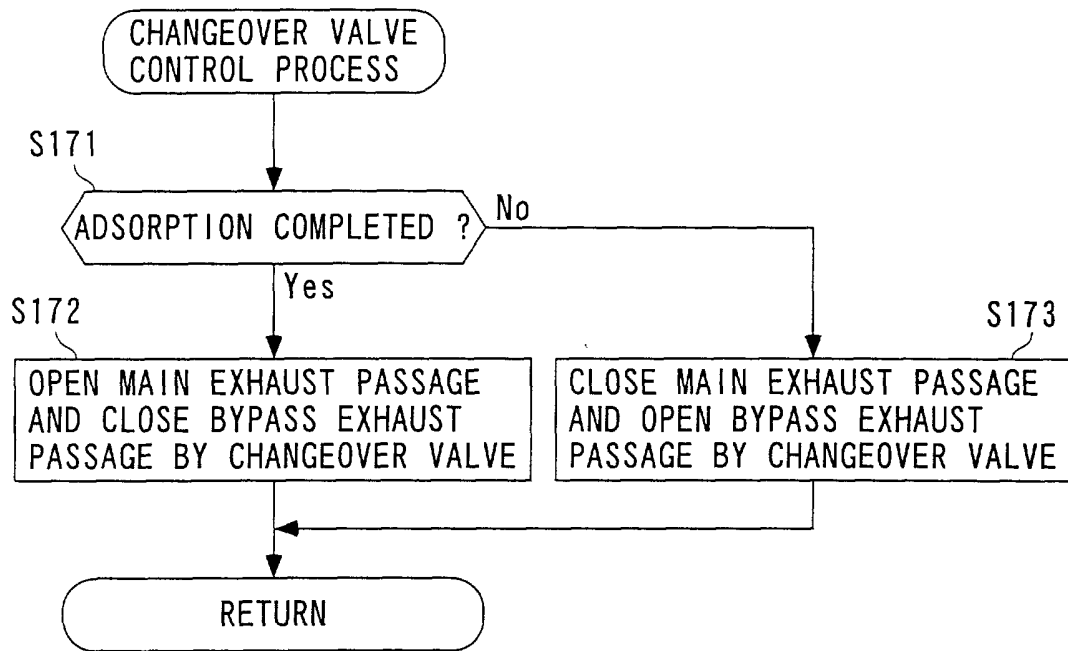 CHANGEOVER VALVE
CONTROL PROCESS
S171
ADSORPTION COMPLETED ?
No
Yes
S172
OPEN MAIN EXHAUST PASSAGE
AND CLOSE BYPASS EXHAUST
PASSAGE BY CHANGEOVER VALVE
S173
CLOSE MAIN EXHAUST PASSAGE
AND OPEN BYPASS EXHAUST
PASSAGE BY CHANGEOVER VALVE
RETURN